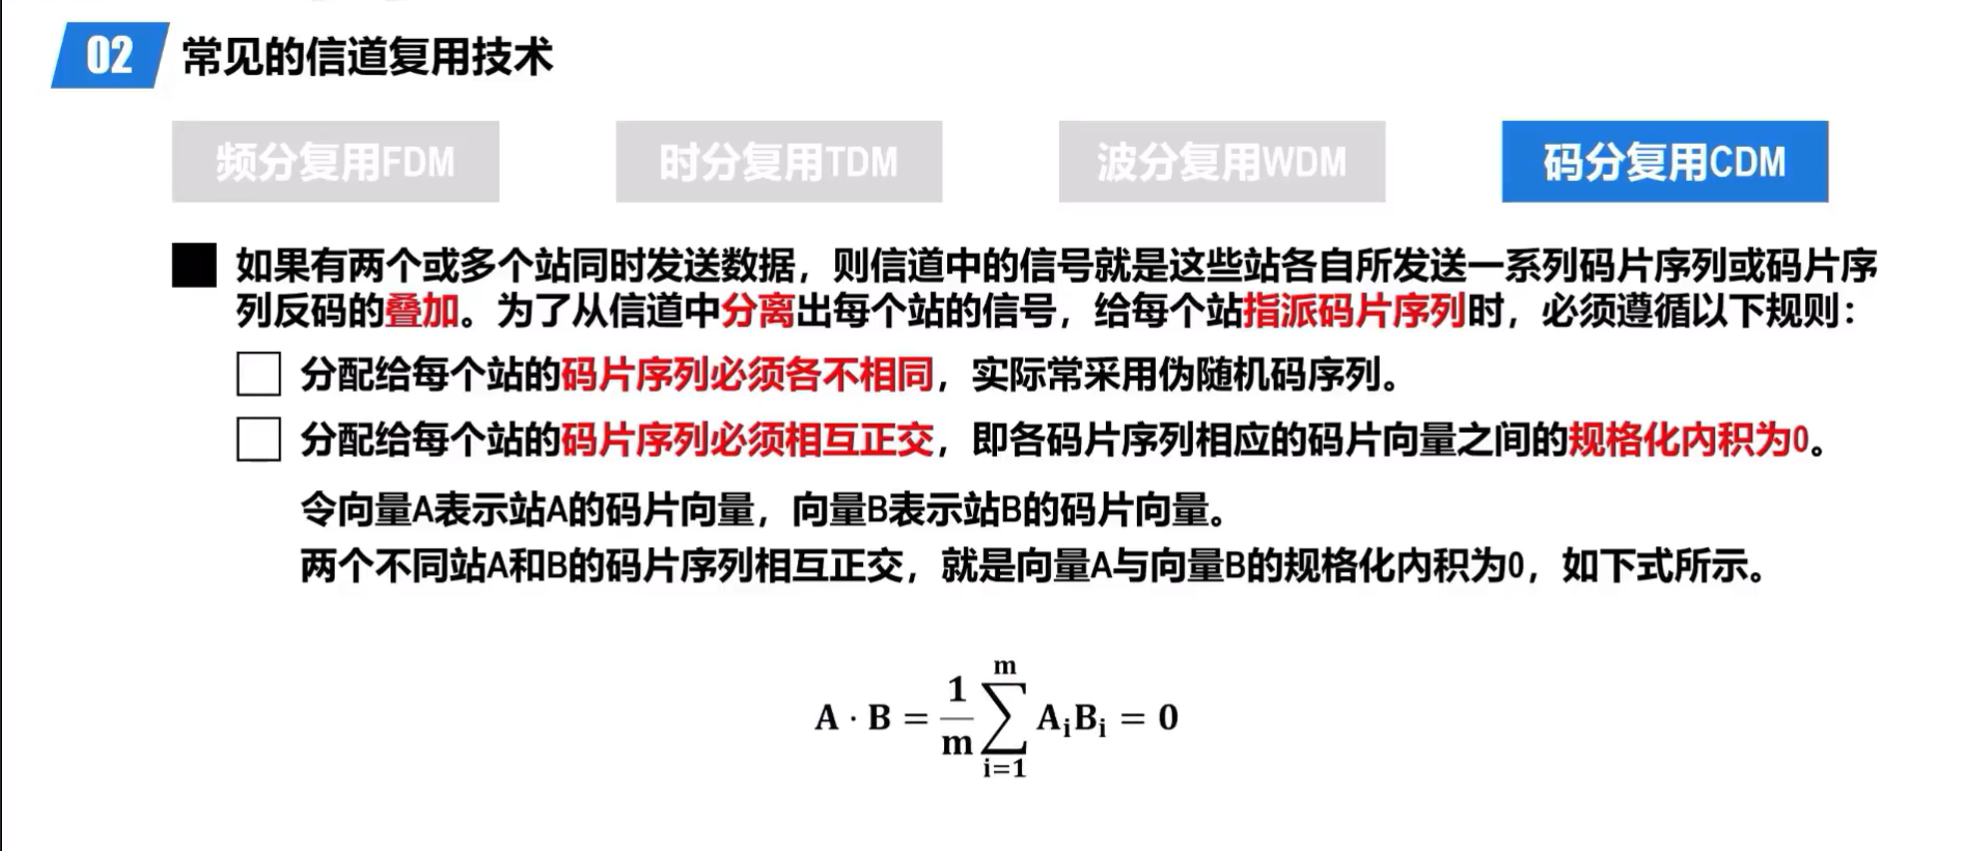 02 常见的信道复用技术
频分复用FDM 时分复用TDM 波分复用WDM 码分复用CDM
如果有两个或多个站同时发送数据，则信道中的信号就是这些站各自所发送一系列码片序列或码片序
列反码的叠加。为了从信道中分离出每个站的信号，给每个站指派码片序列时，必须遵循以下规则：
分配给每个站的码片序列必须各不相同，实际常采用伪随机码序列。
分配给每个站的码片序列必须相互正交，即各码片序列相应的码片向量之间的规格化内积为0。
令向量A表示站A的码片向量，向量B表示站B的码片向量。
两个不同站A和B的码片序列相互正交，就是向量A与向量B的规格化内积为0，如下式所示。
A · B = \frac{1}{m} \sum_{i=1}^{m} A_i B_i = 0